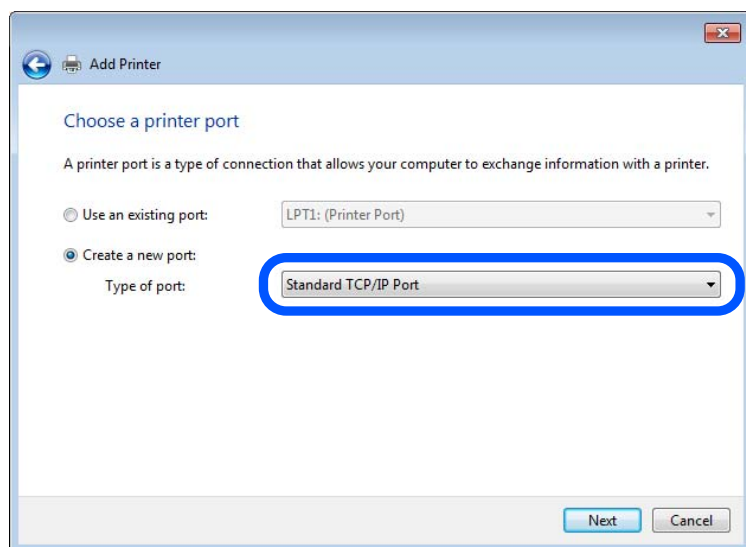 Add Printer
Choose a printer port
A printer port is a type of connection that allows your computer to exchange information with a printer.
Use an existing port: LPT1: (Printer Port)
Create a new port:
Type of port: Standard TCP/IP Port
Next Cancel